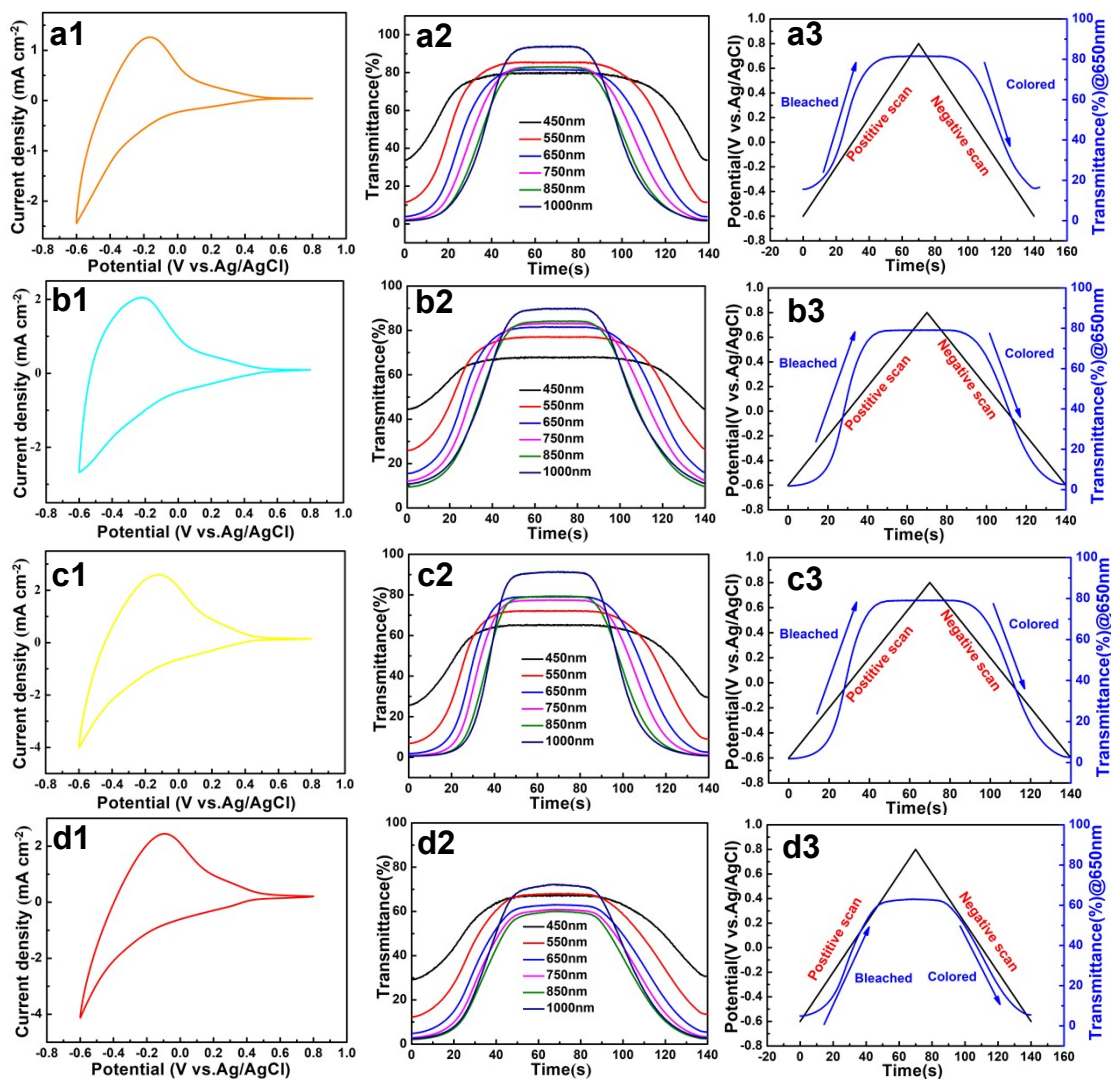 a1
Current density (mA cm⁻²)
1
0
-1
-2
-0.8 -0.6 -0.4 -0.2 0.0 0.2 0.4 0.6 0.8 1.0
Potential (V vs.Ag/AgCl)
a2
Transmittance(%)
100
80
60
40
20
0
450nm
550nm
650nm
750nm
850nm
1000nm
0 20 40 60 80 100 120 140
Time(s)
a3
Potential(V vs.Ag/AgCl)
1.0
0.8
0.6
0.4
0.2
0.0
-0.2
-0.4
-0.6
-0.8
Bleached
Postitive scan
Negative scan
Colored
100
80
60
40
20
0
Transmittance(%)@650nm
-20 0 20 40 60 80 100 120 140 160
Time(s)
b1
Current density (mA cm⁻²)
2
0
-2
-0.8 -0.6 -0.4 -0.2 0.0 0.2 0.4 0.6 0.8 1.0
Potential (V vs.Ag/AgCl)
b2
Transmittance(%)
100
80
60
40
20
0
450nm
550nm
650nm
750nm
850nm
1000nm
0 20 40 60 80 100 120 140
Time(s)
b3
Potential(V vs.Ag/AgCl)
1.0
0.8
0.6
0.4
0.2
0.0
-0.2
-0.4
-0.6
-0.8
Bleached
Postitive scan
Negative scan
Colored
100
80
60
40
20
0
Transmittance(%)@650nm
0 20 40 60 80 100 120 140
Time(s)
c1
Current density (mA cm⁻²)
2
0
-2
-4
-0.8 -0.6 -0.4 -0.2 0.0 0.2 0.4 0.6 0.8 1.0
Potential (V vs.Ag/AgCl)
c2
Transmittance(%)
100
80
60
40
20
0
450nm
550nm
650nm
750nm
850nm
1000nm
0 20 40 60 80 100 120 140
Time(s)
c3
Potential(V vs.Ag/AgCl)
1.0
0.8
0.6
0.4
0.2
0.0
-0.2
-0.4
-0.6
-0.8
Bleached
Postitive scan
Negative scan
Colored
100
80
60
40
20
0
Transmittance(%)@650nm
0 20 40 60 80 100 120 140
Time(s)
d1
Current density (mA cm⁻²)
2
0
-2
-4
-0.8 -0.6 -0.4 -0.2 0.0 0.2 0.4 0.6 0.8 1.0
Potential (V vs.Ag/AgCl)
d2
Transmittance(%)
100
80
60
40
20
0
450nm
550nm
650nm
750nm
850nm
1000nm
0 20 40 60 80 100 120 140
Time(s)
d3
Potential(V vs.Ag/AgCl)
1.0
0.8
0.6
0.4
0.2
0.0
-0.2
-0.4
-0.6
-0.8
Postitive scan
Bleached
Colored
Negative scan
100
80
60
40
20
0
Transmittance(%)@650nm
-20 0 20 40 60 80 100 120 140 160
Time(s)